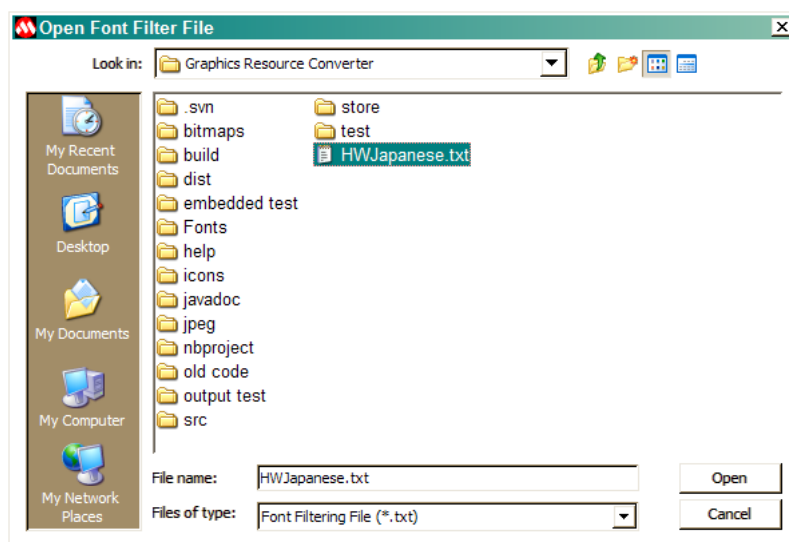 Open Font Filter File
Look in: Graphics Resource Converter
My Recent
Documents
Desktop
My Documents
My Computer
My Network
Places
.svn
bitmaps
build
dist
embedded test
Fonts
help
icons
javadoc
jpeg
nbproject
old code
output test
src
store
test
HWJapanese.txt
File name: HWJapanese.txt Open
Files of type: Font Filtering File (*.txt) Cancel